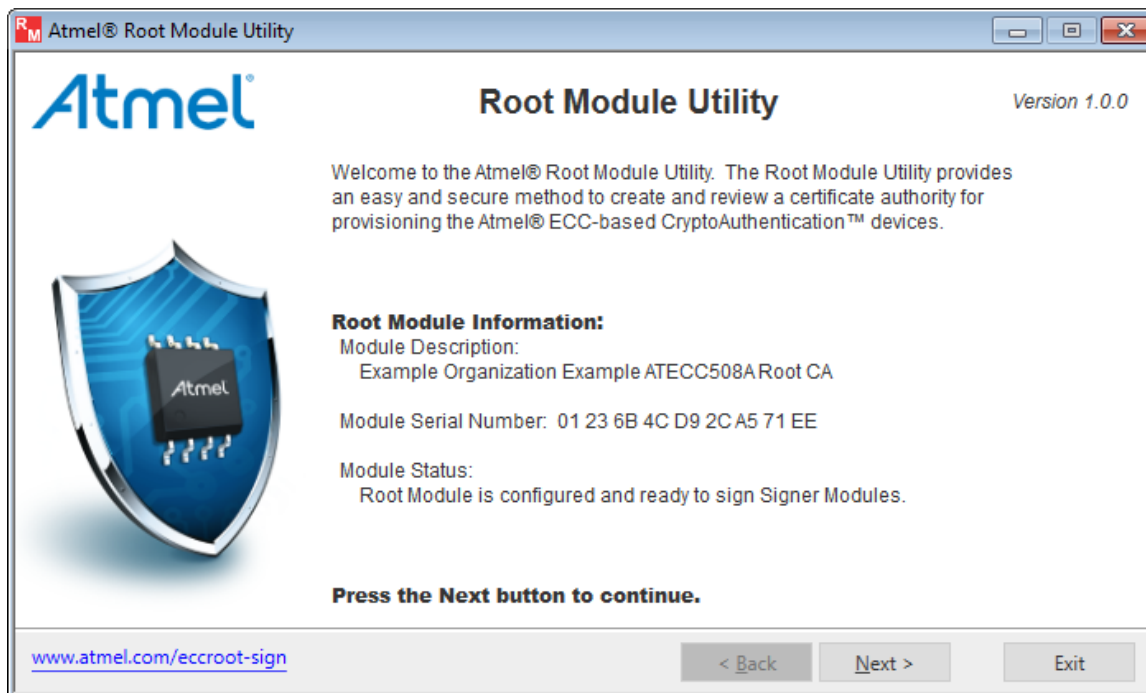 RM Atmel® Root Module Utility
Atmel®
Root Module Utility
Version 1.0.0
Welcome to the Atmel® Root Module Utility. The Root Module Utility provides
an easy and secure method to create and review a certificate authority for
provisioning the Atmel® ECC-based CryptoAuthentication™ devices.
Atmel
Root Module Information:
Module Description:
Example Organization Example ATECC508A Root CA
Module Serial Number: 01 23 6B 4C D9 2C A5 71 EE
Module Status:
Root Module is configured and ready to sign Signer Modules.
Press the Next button to continue.
www.atmel.com/eccroot-sign
< Back
Next >
Exit